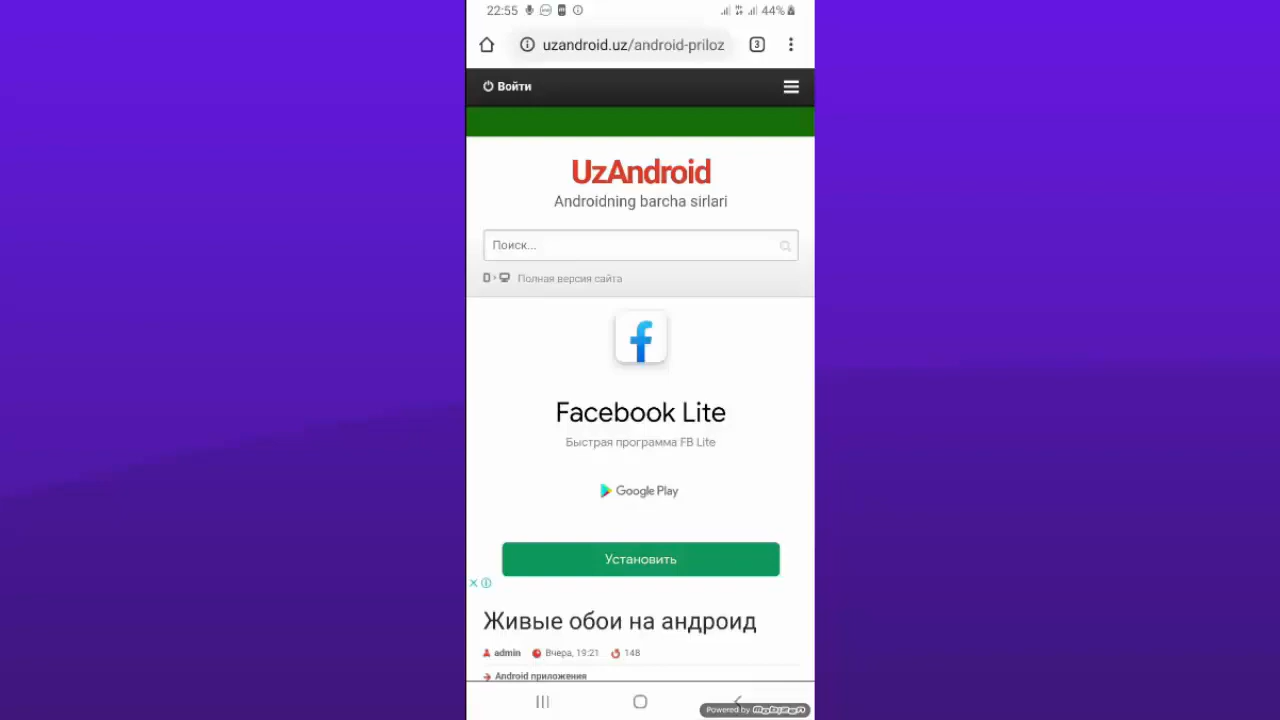 22:55 44%
uzandroid.uz/android-priloz 3
Войти
UzAndroid
Androidning barcha sirlari
Поиск...
Полная версия сайта
Facebook Lite
Быстрая программа FB Lite
Google Play
Установить
Живые обои на андроид
admin Вчера, 19:21 148
Android приложения
Powered by mobizen